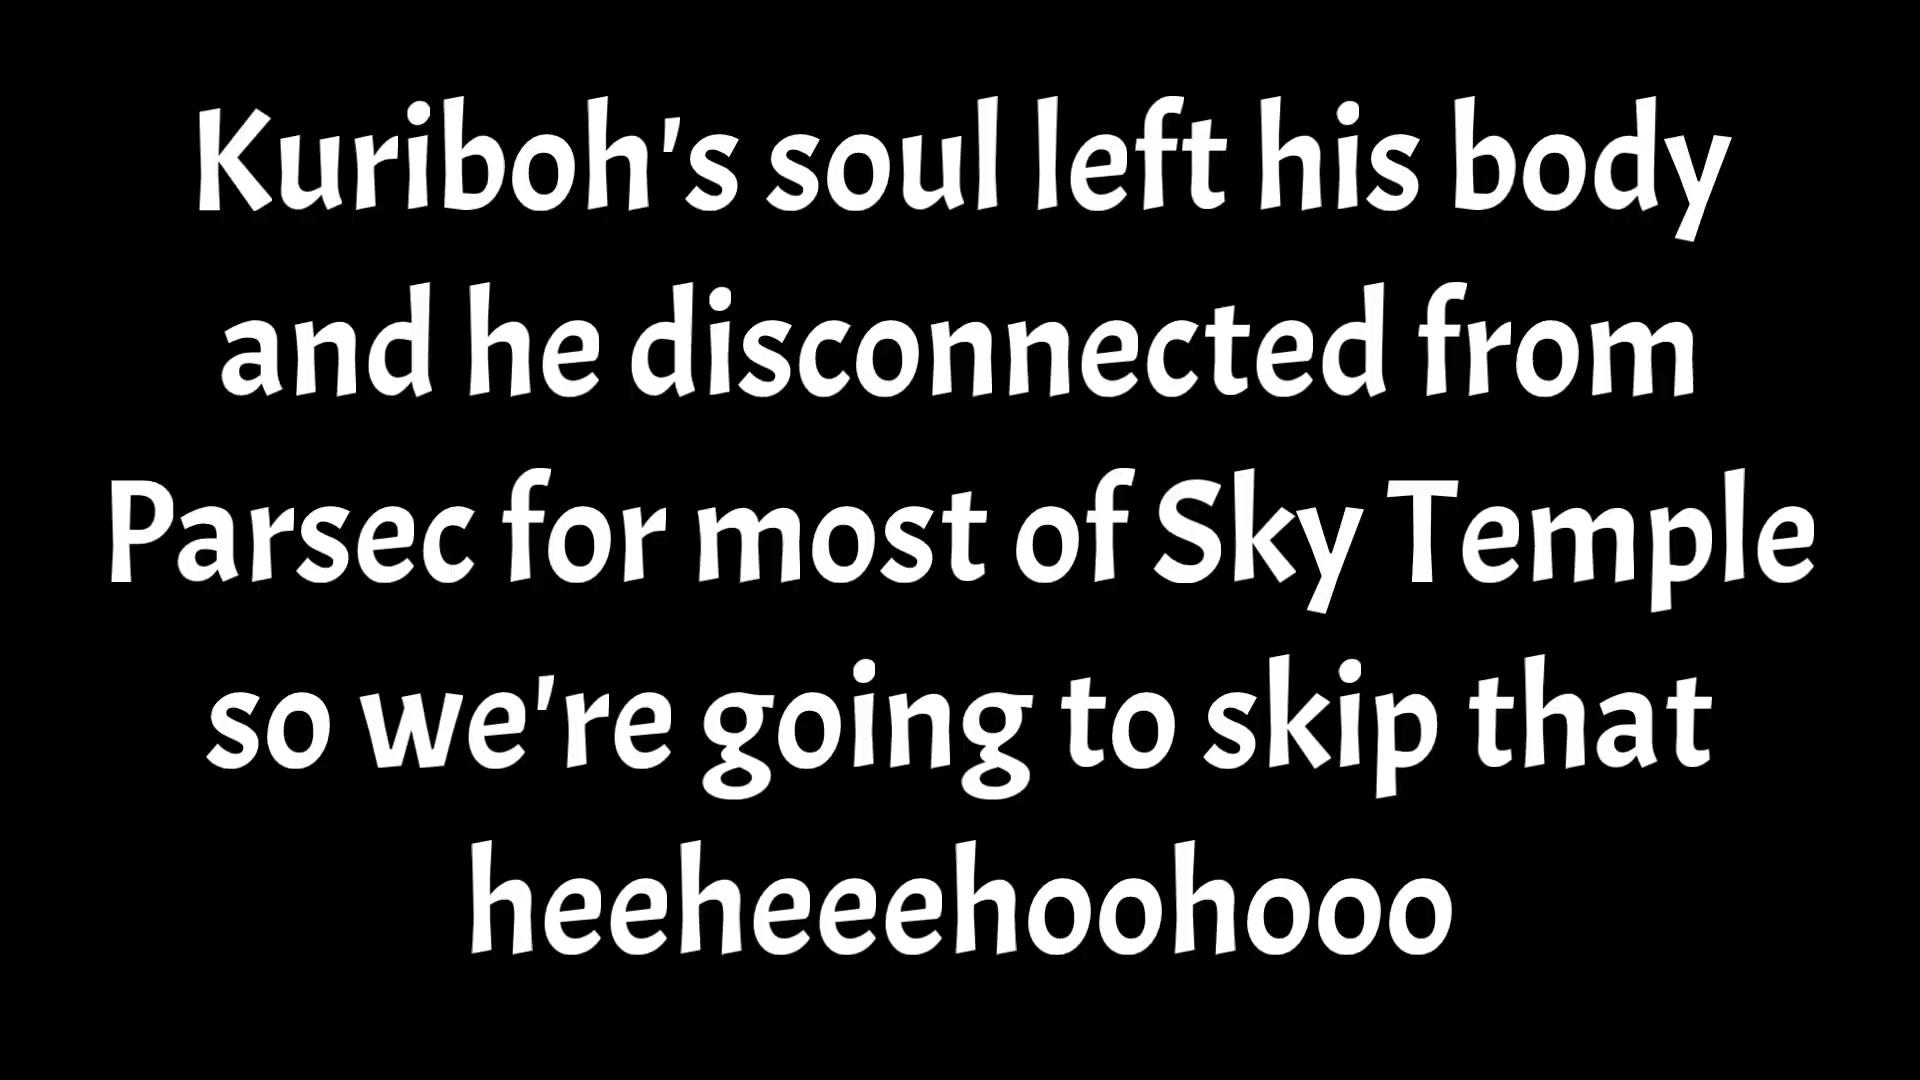 Kuriboh's soul left his body
and he disconnected from
Parsec for most of Sky Temple
so we're going to skip that
heeheeehoohooo